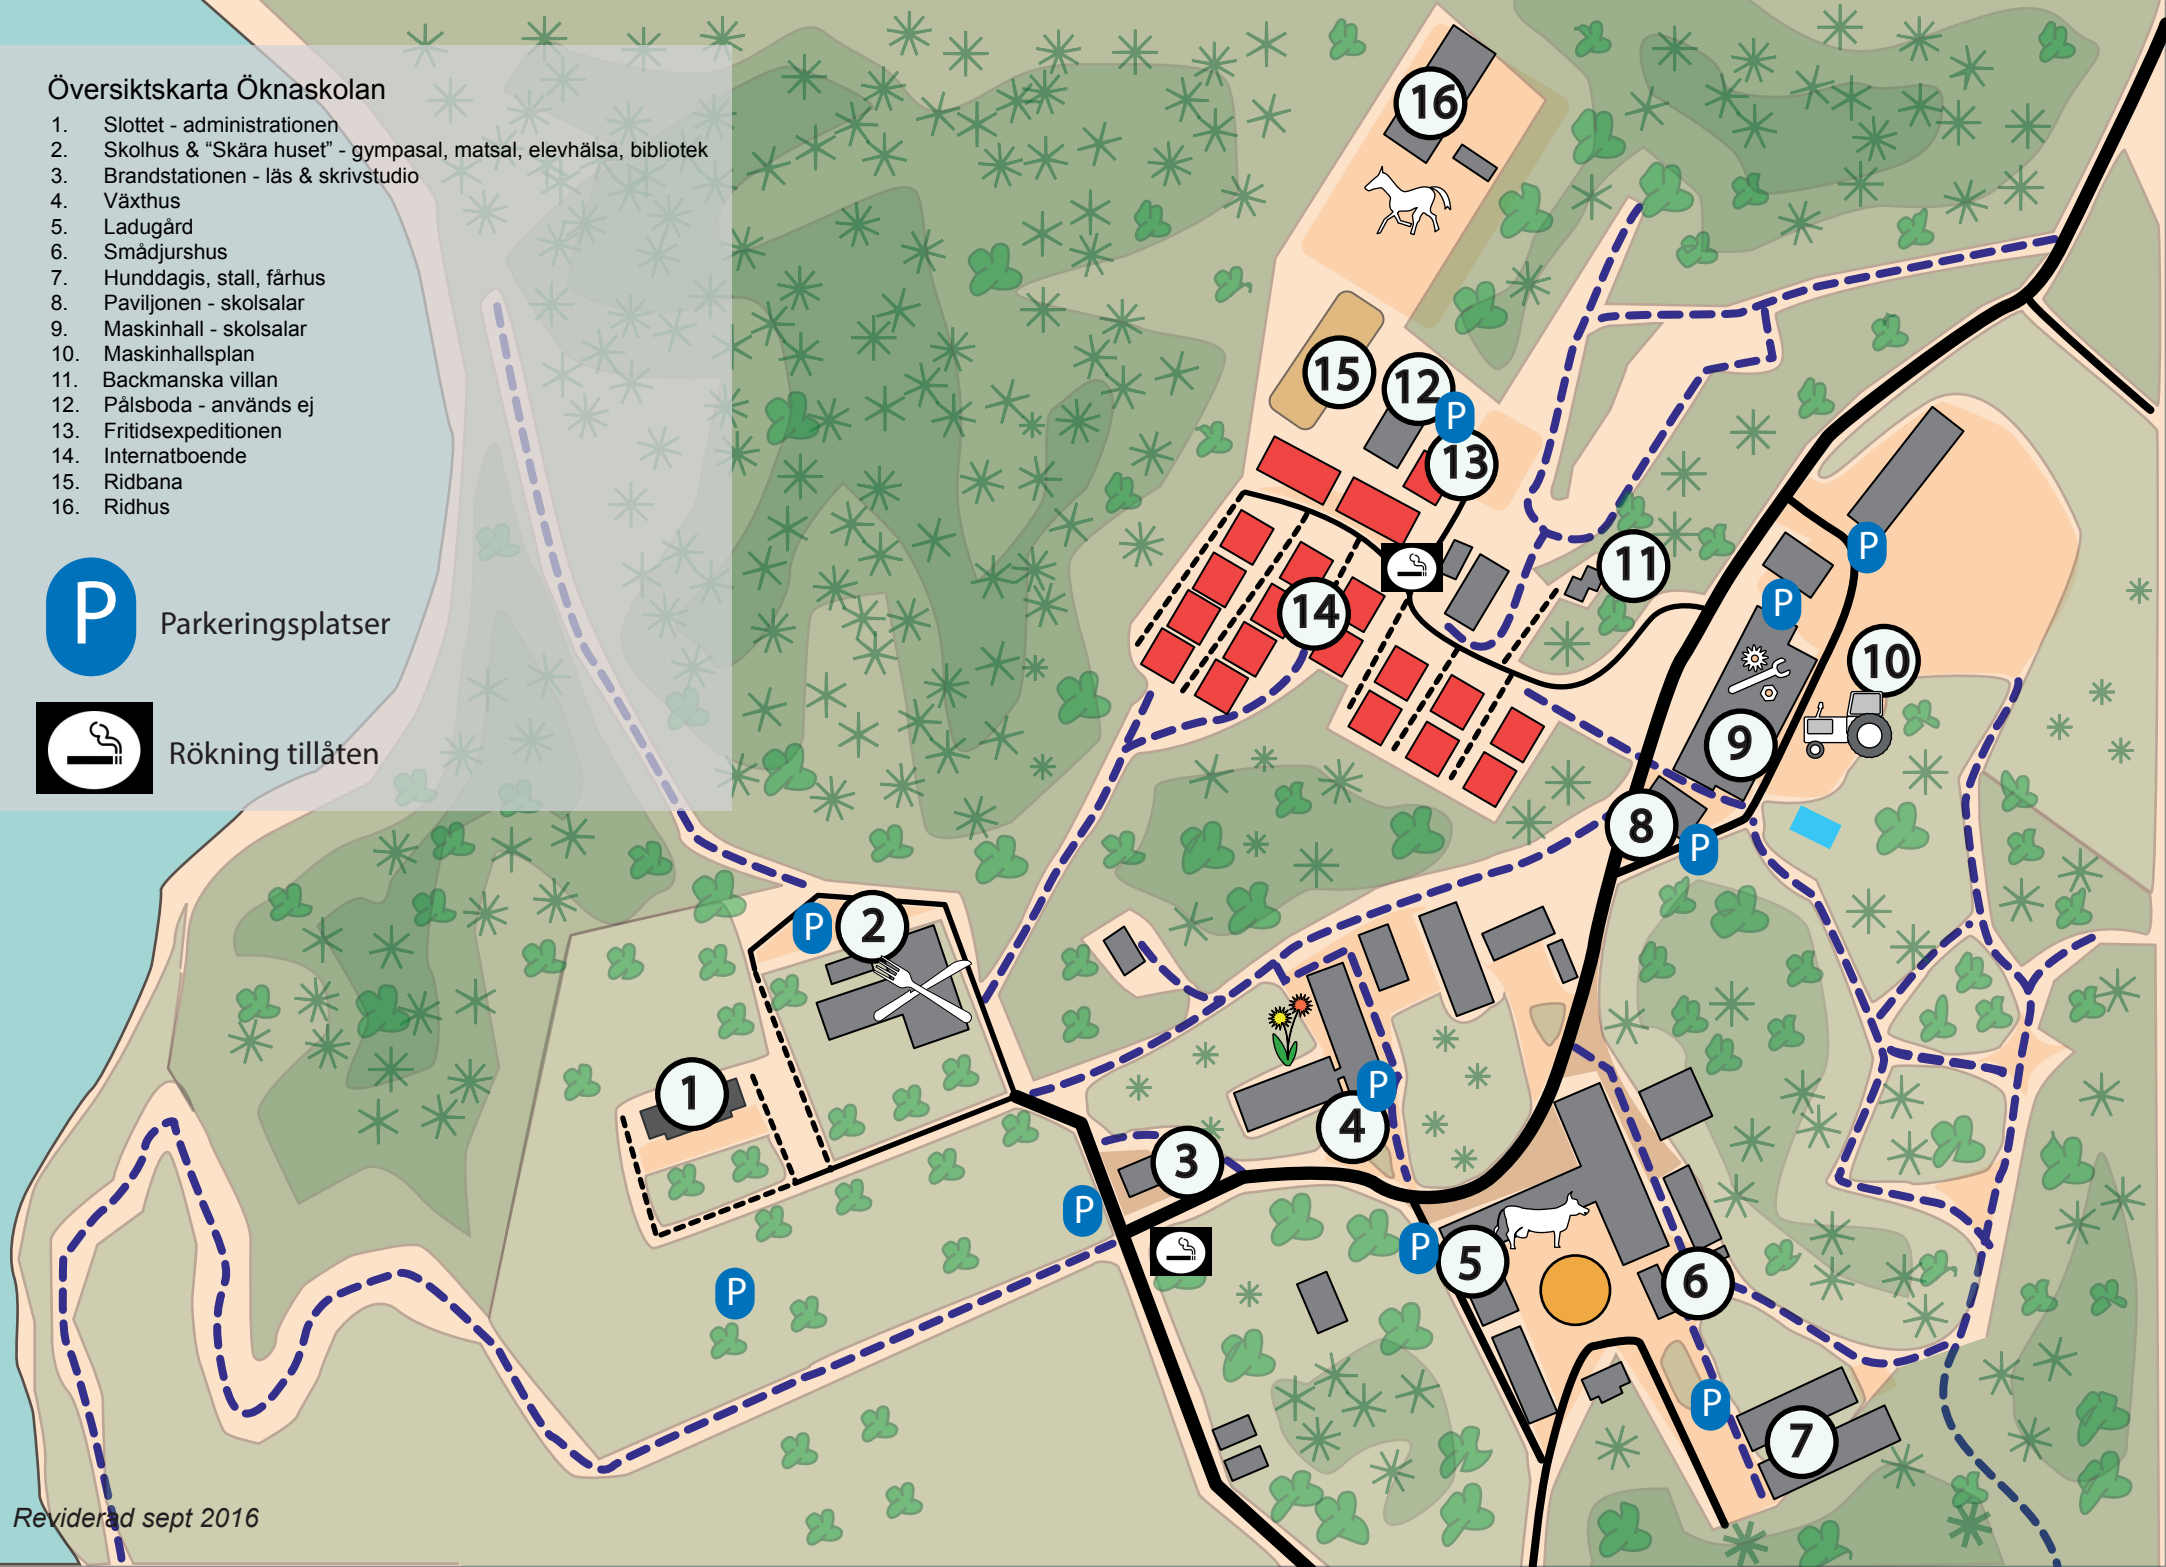 Översiktskarta Öknaskolan
1. Slottet - administrationen
2. Skolhus & “Skära huset” - gympasal, matsal, elevhälsa, bibliotek
3. Brandstationen - läs & skrivstudio
4. Växthus
5. Ladugård
6. Smådjurshus
7. Hunddagis, stall, fårhus
8. Paviljonen - skolsalar
9. Maskinhall - skolsalar
10. Maskinhallsplan
11. Backmanska villan
12. Pålsboda - används ej
13. Fritidsexpeditionen
14. Internatboende
15. Ridbana
16. Ridhus
P Parkeringsplatser
Rökning tillåten
16
15
12
P
13
14
11
P
P
10
9
8
P
P
2
1
P
4
3
P
P
5
6
P
P
7
Reviderad sept 2016